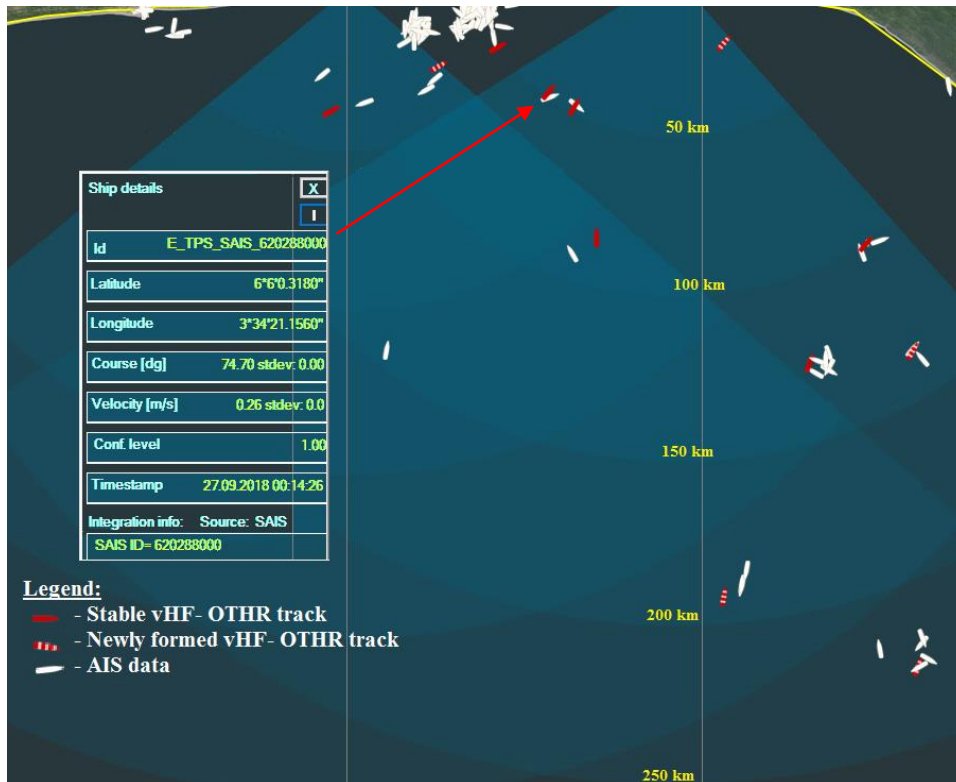 50 km
Ship details X
I
Id E_TPS_SAIS_620288000
Latitude 6°6'0.3180"
100 km
Longitude 3°34'21.1560"
Course [dg] 74.70 stdev: 0.00
Velocity [m/s] 0.26 stdev: 0.0
Conf. level 1.00
150 km
Timestamp 27.09.2018 00:14:26
Integration info: Source: SAIS
SAIS ID= 620288000
Legend:
- Stable vHF- OTHR track
200 km
- Newly formed vHF- OTHR track
- AIS data
250 km